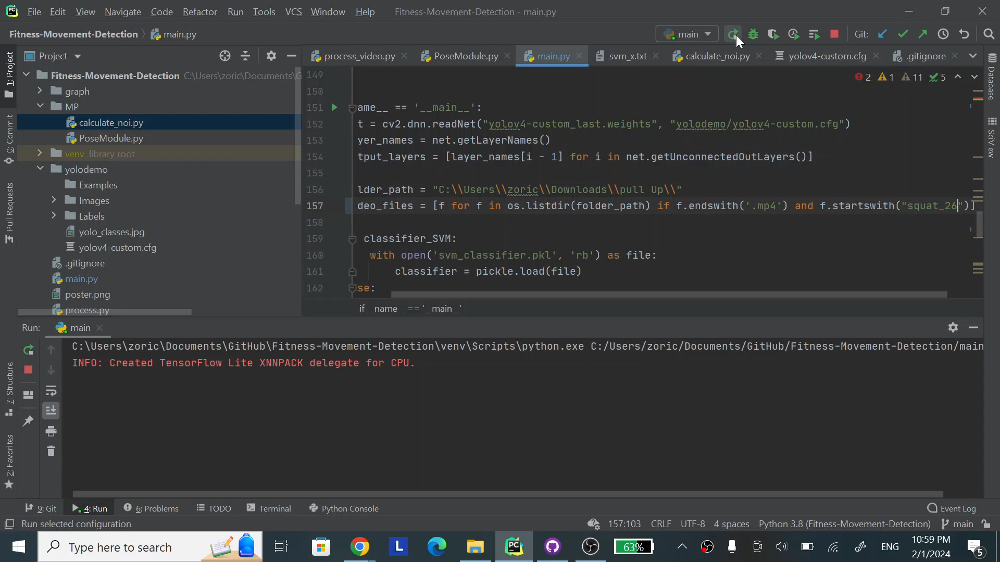 File Edit View Navigate Code Refactor Run Tools VCS Window Help Fitness-Movement-Detection - main.py
Fitness-Movement-Detection main.py main Git:
1: Project
0: Commit
Pull Requests
7: Structure
2: Favorites
Project
Fitness-Movement-Detection C:\Users\zoric\Documents\G
graph
MP
calculate_noi.py
PoseModule.py
venv library root
yolodemo
Examples
Images
Labels
yolo_classes.jpg
yolov4-custom.cfg
.gitignore
main.py
poster.png
process.py
process_video.py PoseModule.py main.py svm_x.txt calculate_noi.py yolov4-custom.cfg .gitignore
2 1 11 5
149
150
151 ame__ == '__main__':
152 t = cv2.dnn.readNet("yolov4-custom_last.weights", "yolodemo/yolov4-custom.cfg")
153 yer_names = net.getLayerNames()
154 tput_layers = [layer_names[i - 1] for i in net.getUnconnectedOutLayers()]
155
156 lder_path = "C:\\Users\\zoric\\Downloads\\pull Up\\"
157 deo_files = [f for f in os.listdir(folder_path) if f.endswith('.mp4') and f.startswith("squat_26")]
158
159 classifier_SVM:
160 with open('svm_classifier.pkl', 'rb') as file:
161 classifier = pickle.load(file)
162 se:
if __name__ == '__main__'
Database
SciView
Run: main
C:\Users\zoric\Documents\GitHub\Fitness-Movement-Detection\venv\Scripts\python.exe C:/Users/zoric/Documents/GitHub/Fitness-Movement-Detection/main
INFO: Created TensorFlow Lite XNNPACK delegate for CPU.
9: Git 4: Run 6: Problems TODO Terminal Python Console Event Log
Run selected configuration 157:103 CRLF UTF-8 4 spaces Python 3.8 (Fitness-Movement-Detection) main
Type here to search L PC 63% ENG 10:59 PM
2/1/2024 5